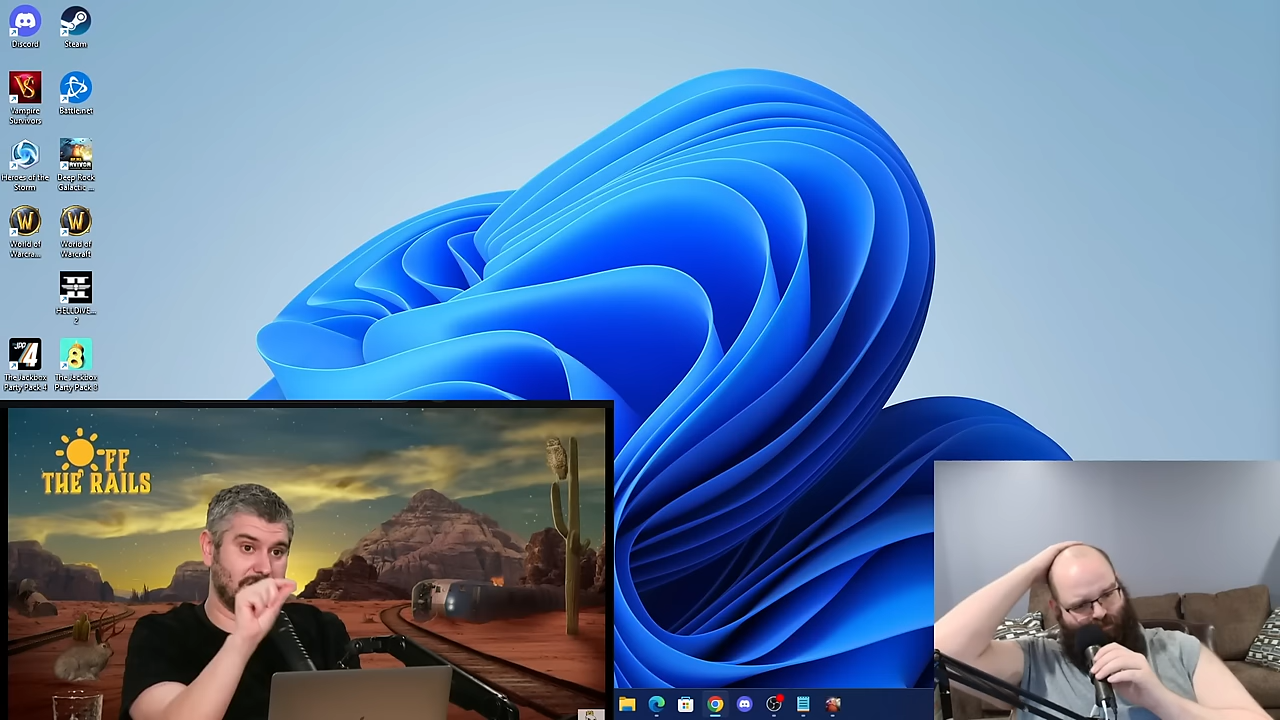 Discord
Steam
Vampire
Survivors
Battle.net
Heroes of the
Storm
Deep Rock
Galactic ...
World of
Warcra...
World of
Warcraft
HELLDIVE...
2
The Jackbox
Party Pack 4
The Jackbox
Party Pack 8
OFF
THE RAILS